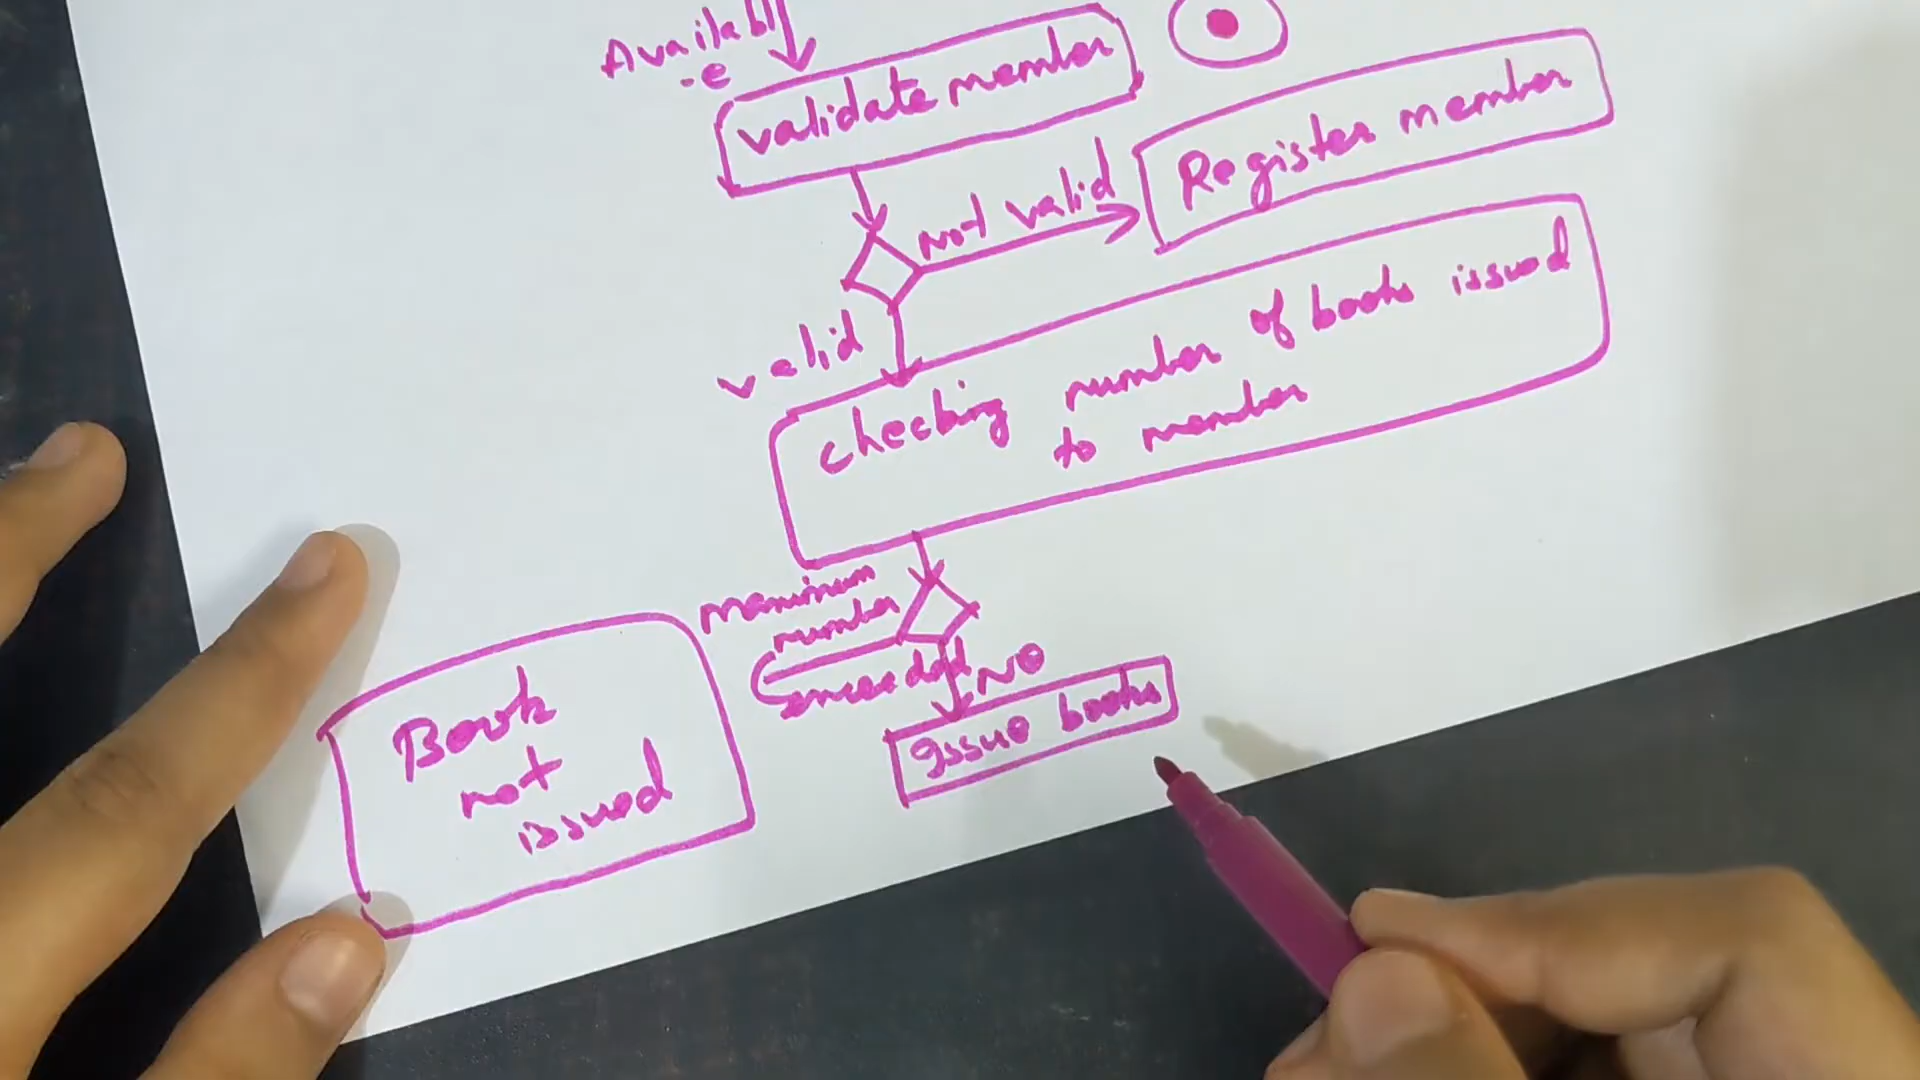 Availabl
-e
validate member
not valid
Register member
valid
checking number of books issued
to member
maximum
number
exceeded
NO
Issue books
Book
not
issued